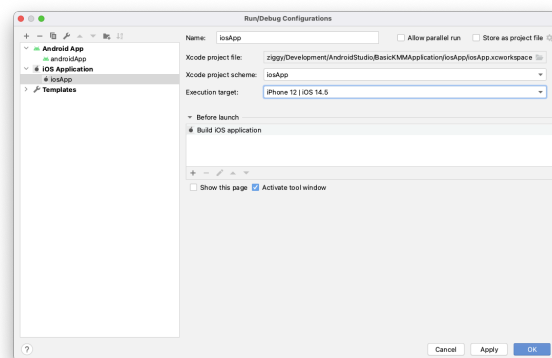 Run/Debug Configurations
Name: iosApp
Allow parallel run
Store as project file
Android App
androidApp
iOS Application
iosApp
Templates
Xcode project file: ziggy/Development/AndroidStudio/BasicKMMApplication/iosApp/iosApp.xcworkspace
Xcode project scheme: iosApp
Execution target: iPhone 12 | iOS 14.5
Before launch
Build iOS application
Show this page
Activate tool window
?
Cancel
Apply
OK